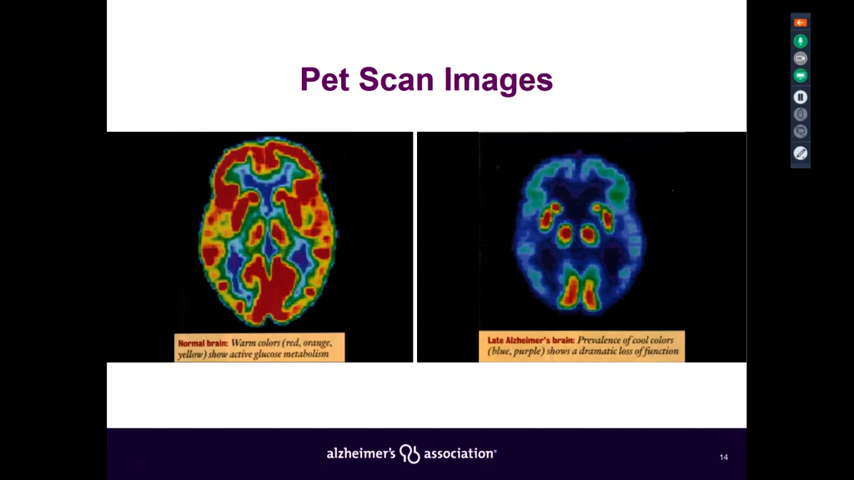 Pet Scan Images
Normal brain: Warm colors (red, orange,
yellow) show active glucose metabolism
Late Alzheimer's brain: Prevalence of cool colors
(blue, purple) shows a dramatic loss of function
alzheimer's association®
14